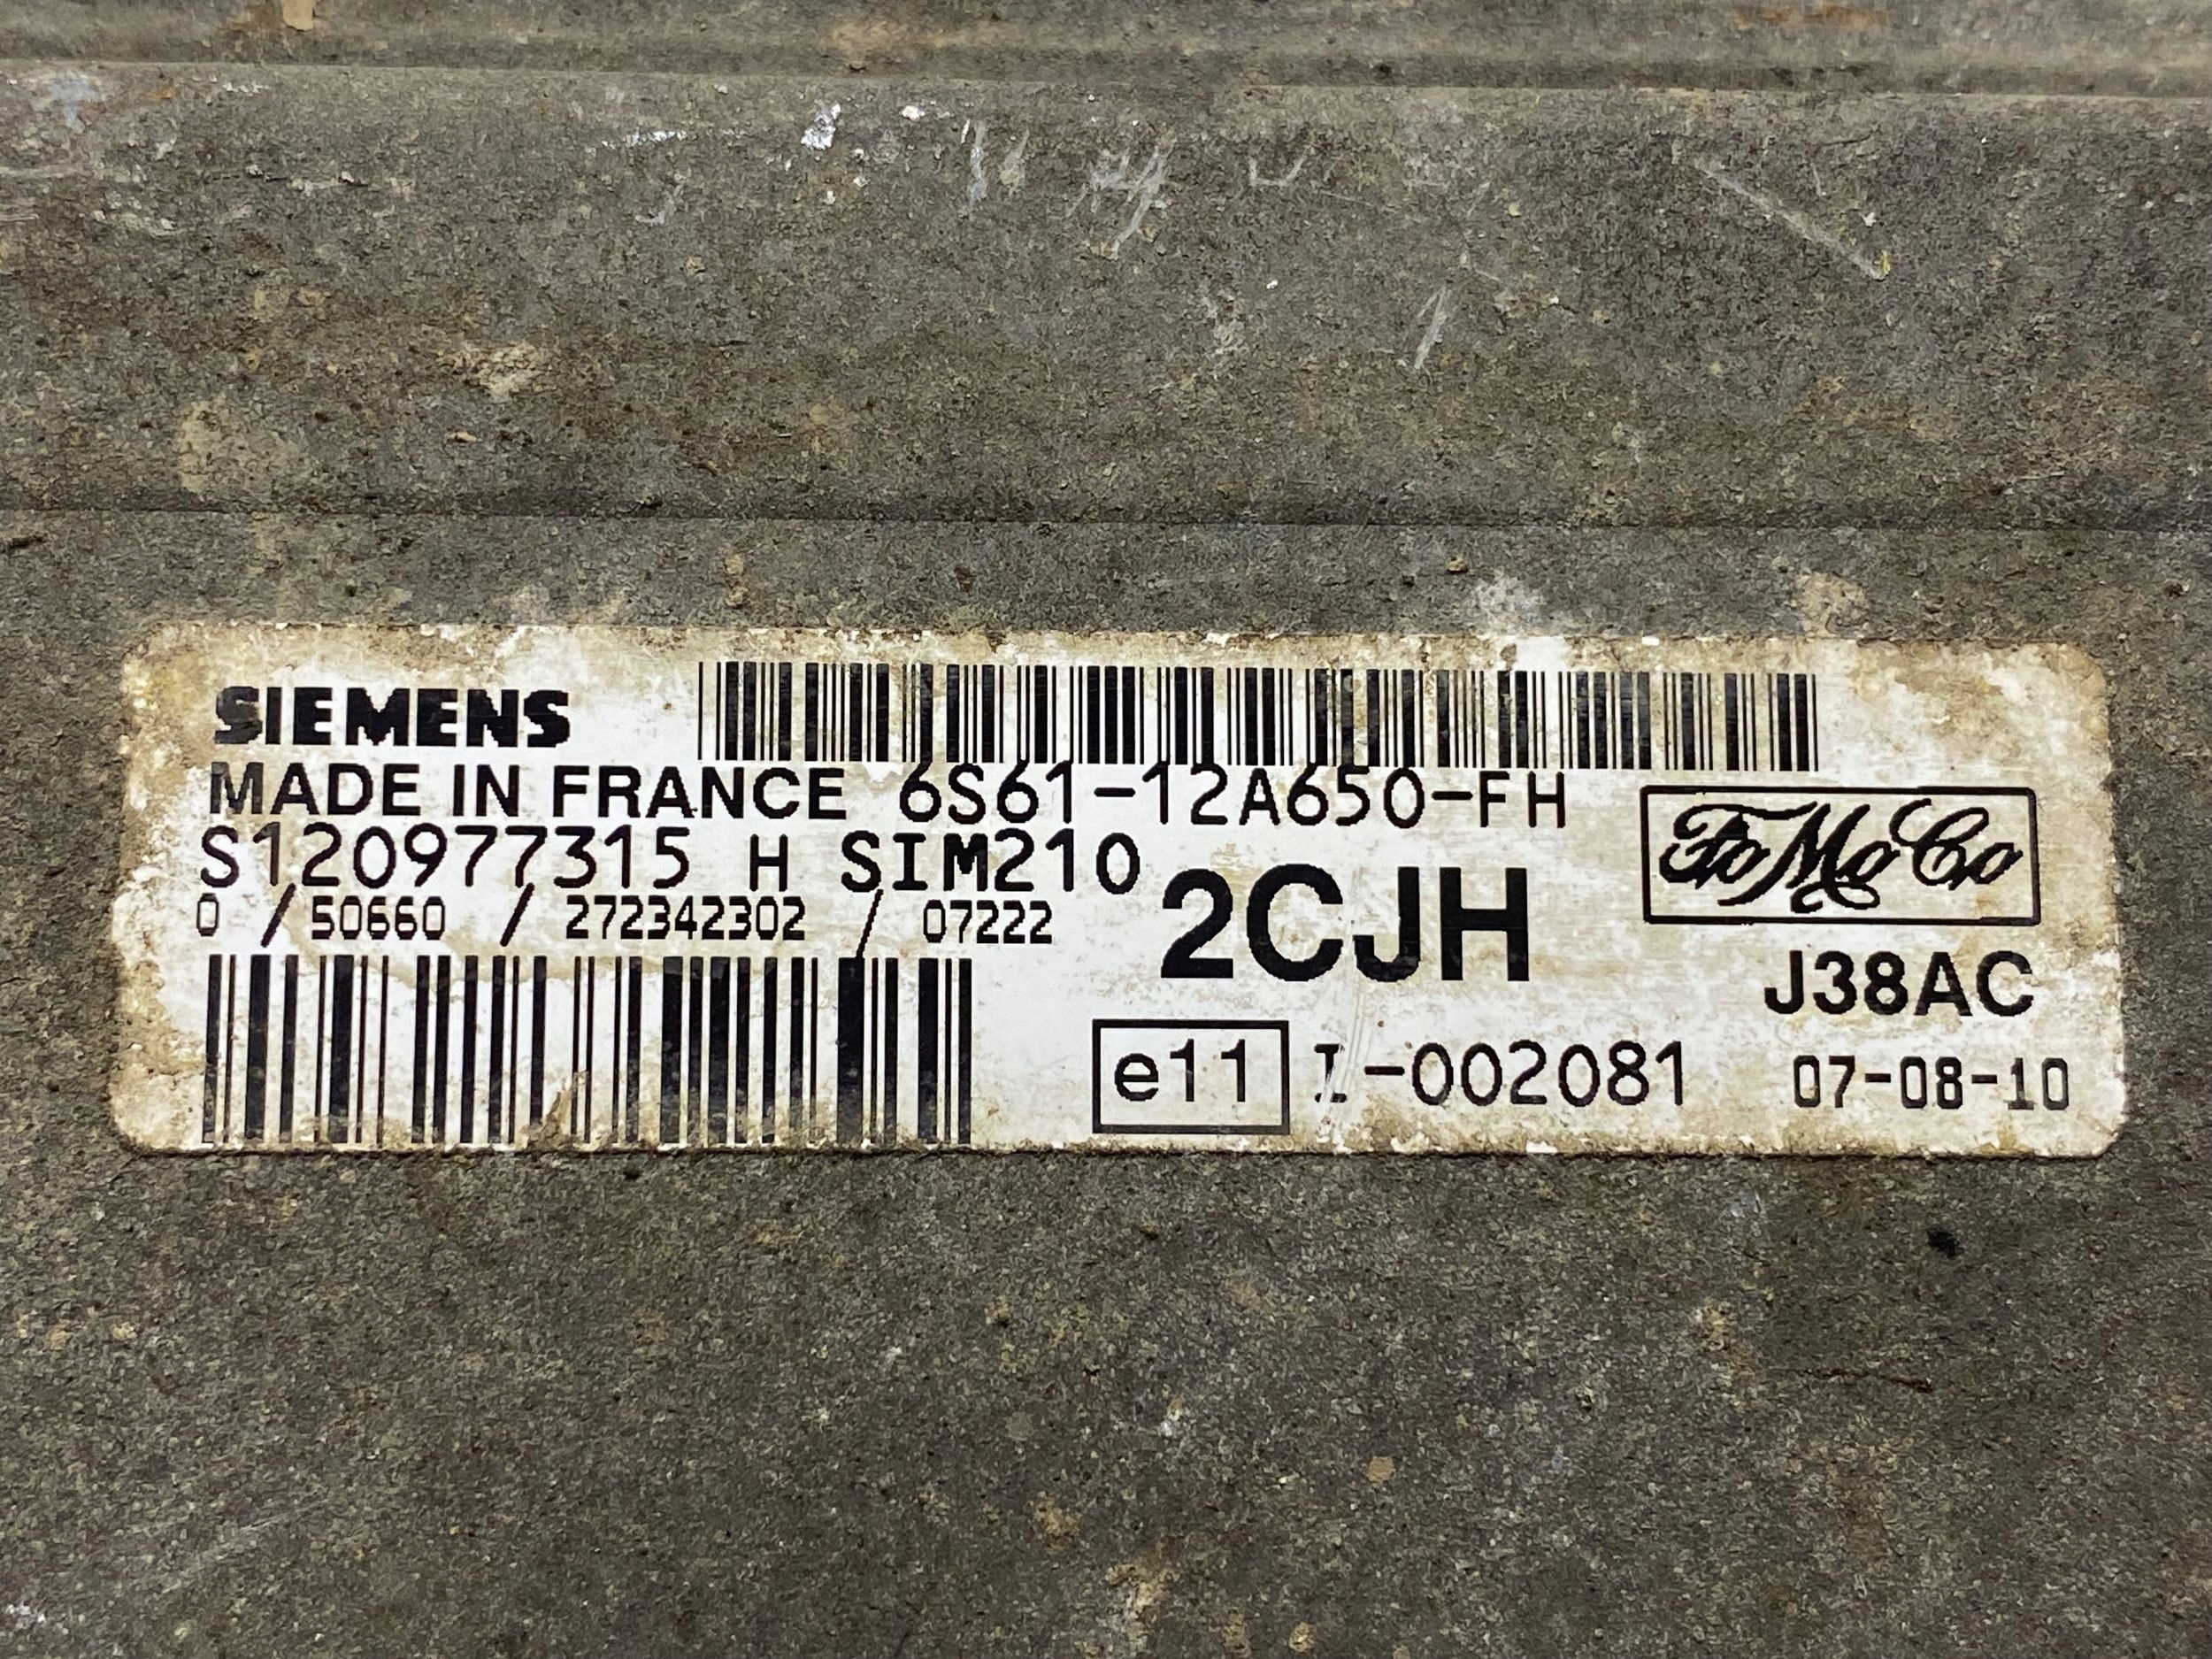 SIEMENS
MADE IN FRANCE 6S61-12A650-FH
S120977315 H SIM210
0 / 50660 / 272342302 / 07222
2CJH
FoMoCo
J38AC
e11 I-002081 07-08-10